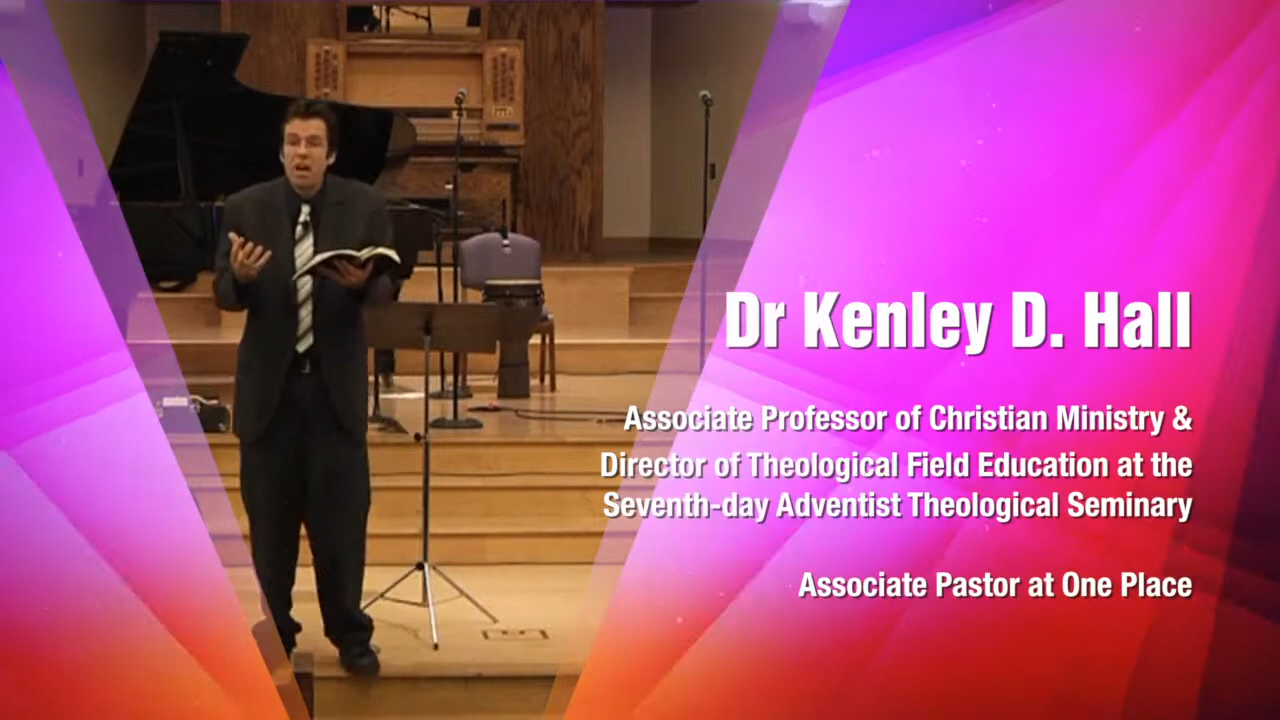 Dr Kenley D. Hall
Associate Professor of Christian Ministry &
Director of Theological Field Education at the
Seventh-day Adventist Theological Seminary
Associate Pastor at One Place